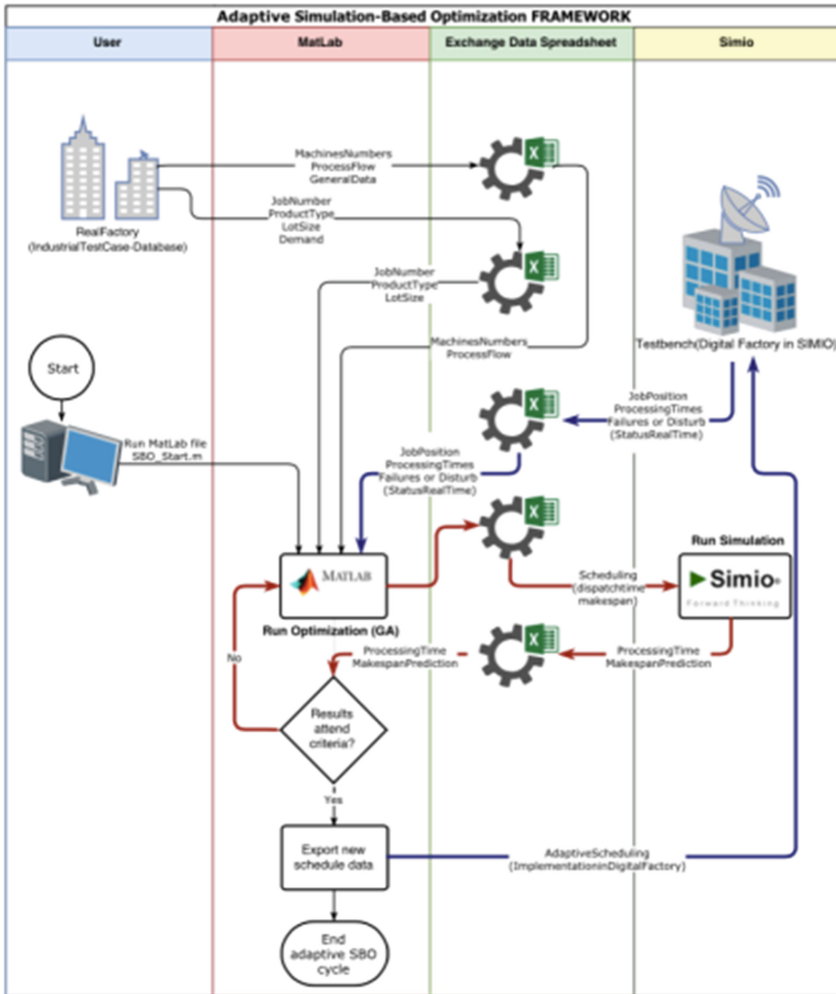 Adaptive Simulation-Based Optimization FRAMEWORK
User
MatLab
Exchange Data Spreadsheet
Simio
MachinesNumbers
ProcessFlow
GeneralData
JobNumber
ProductType
LotSize
Demand
RealFactory
(IndustrialTestCase-Database)
JobNumber
ProductType
LotSize
MachinesNumbers
ProcessFlow
Testbench(Digital Factory in SIMIO)
Start
Run MatLab file
SBO_Start.m
JobPosition
ProcessingTimes
Failures or Disturb
(StatusRealTime)
JobPosition
ProcessingTimes
Failures or Disturb
(StatusRealTime)
MATLAB
Run Optimization (GA)
Scheduling
(dispatchtime
makespan)
Run Simulation
Simio
Forward Thinking
No
ProcessingTime
MakespanPrediction
ProcessingTime
MakespanPrediction
Results
attend
criteria?
Yes
Export new
schedule data
AdaptiveScheduling
(ImplementationinDigitalFactory)
End
adaptive SBO
cycle
X
X
X
X
X